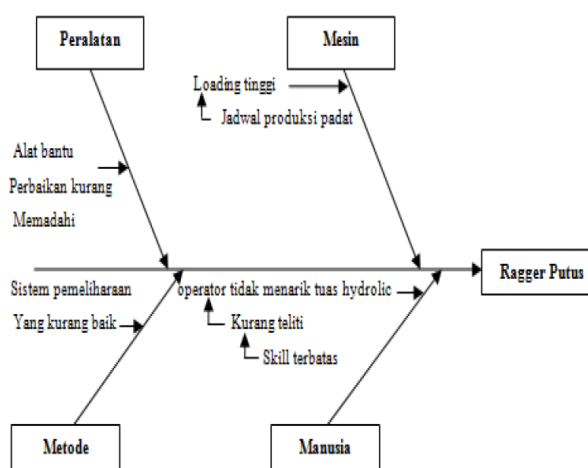 Peralatan
Mesin
Loading tinggi
Jadwal produksi padat
Alat bantu
Perbaikan kurang
Memadahi
Ragger Putus
Sistem pemeliharaan
Yang kurang baik
operator tidak menarik tuas hydrolic
Kurang teliti
Skill terbatas
Metode
Manusia